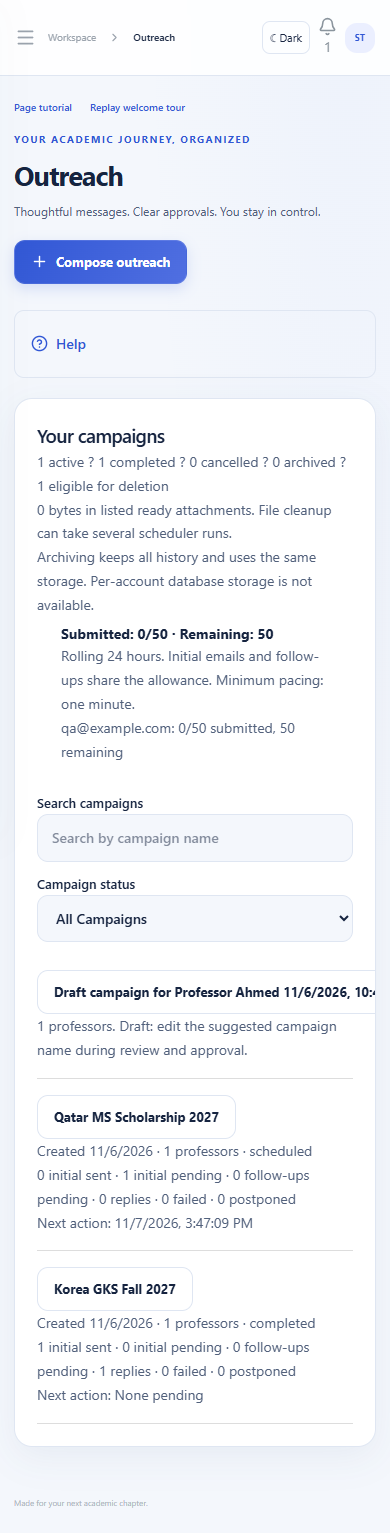 Workspace > Outreach
☾ Dark
1
ST
Page tutorial Replay welcome tour
YOUR ACADEMIC JOURNEY, ORGANIZED
Outreach
Thoughtful messages. Clear approvals. You stay in control.
+ Compose outreach
? Help
Your campaigns
1 active ? 1 completed ? 0 cancelled ? 0 archived ?
1 eligible for deletion
0 bytes in listed ready attachments. File cleanup
can take several scheduler runs.
Archiving keeps all history and uses the same
storage. Per-account database storage is not
available.
Submitted: 0/50 · Remaining: 50
Rolling 24 hours. Initial emails and follow-
ups share the allowance. Minimum pacing:
one minute.
qa@example.com: 0/50 submitted, 50
remaining
Search campaigns
Search by campaign name
Campaign status
All Campaigns
Draft campaign for Professor Ahmed 11/6/2026,
1 professors. Draft: edit the suggested campaign
name during review and approval.
Qatar MS Scholarship 2027
Created 11/6/2026 · 1 professors · scheduled
0 initial sent · 1 initial pending · 0 follow-ups
pending · 0 replies · 0 failed · 0 postponed
Next action: 11/7/2026, 3:47:09 PM
Korea GKS Fall 2027
Created 11/6/2026 · 1 professors · completed
1 initial sent · 0 initial pending · 0 follow-ups
pending · 1 replies · 0 failed · 0 postponed
Next action: None pending
Made for your next academic chapter.